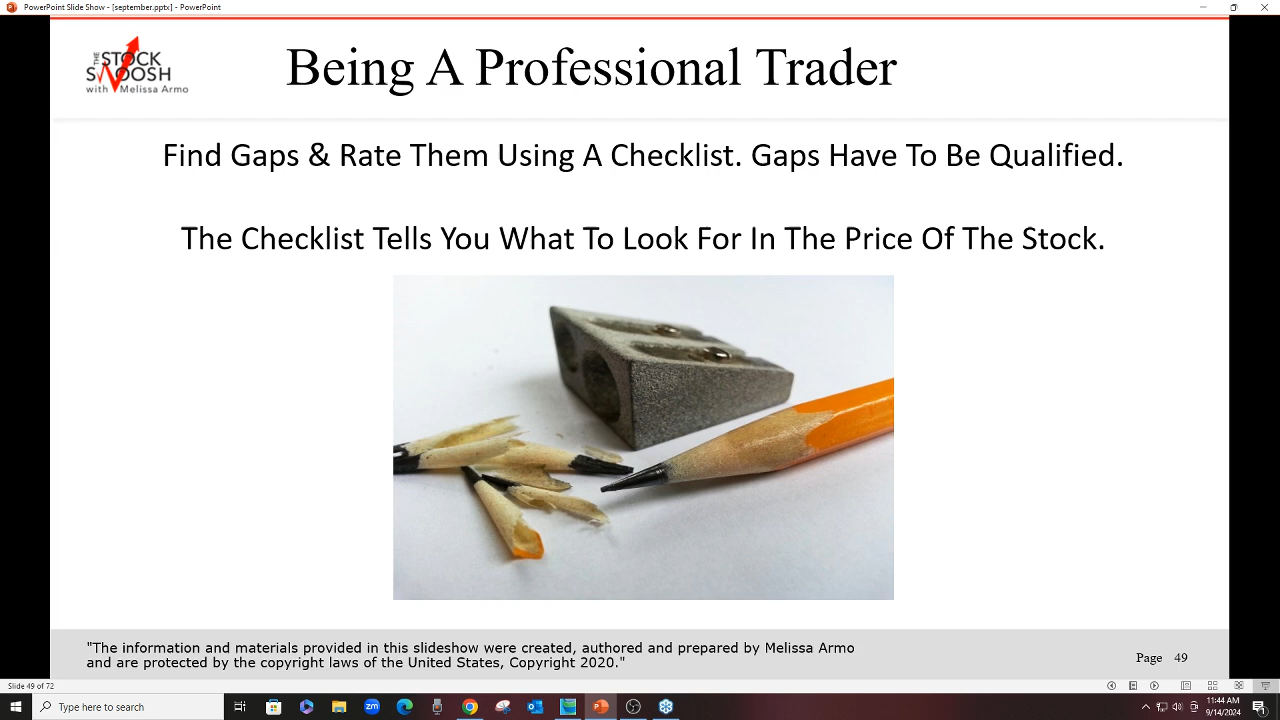 PowerPoint Slide Show - [september.pptx] - PowerPoint
THE
STOCK
SWOOSH
with Melissa Armo
Being A Professional Trader
Find Gaps & Rate Them Using A Checklist. Gaps Have To Be Qualified.
The Checklist Tells You What To Look For In The Price Of The Stock.
"The information and materials provided in this slideshow were created, authored and prepared by Melissa Armo
and are protected by the copyright laws of the United States, Copyright 2020."
Page 49
Slide 49 of 72
Type here to search
zm
11:44 AM
9/14/2024